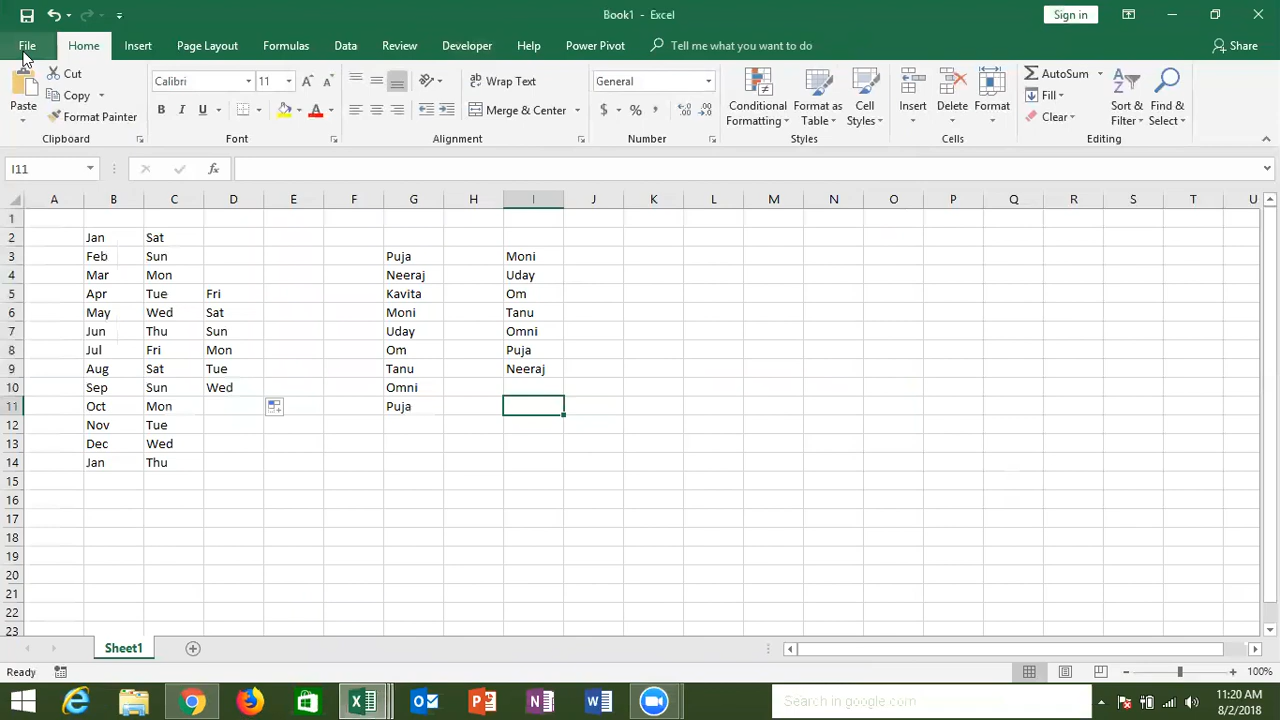 Book1 - Excel
Sign in
File Home Insert Page Layout Formulas Data Review View Developer Help Power Pivot Tell me what you want to do Share
Cut
Copy
Format Painter
Paste
Clipboard
Calibri 11
B I U
Font
Wrap Text
Merge & Center
Alignment
General
$ % ,
Number
Conditional Formatting
Format as Table
Cell Styles
Styles
Insert Delete Format
Cells
AutoSum
Fill
Clear
Sort & Filter
Find & Select
Editing
I11 fx
A B C D E F G H I J K L M N O P Q R S T U
1
2 Jan Sat
3 Feb Sun Puja Moni
4 Mar Mon Neeraj Uday
5 Apr Tue Fri Kavita Om
6 May Wed Sat Moni Tanu
7 Jun Thu Sun Uday Omni
8 Jul Fri Mon Om Puja
9 Aug Sat Tue Tanu Neeraj
10 Sep Sun Wed Omni
11 Oct Mon Puja
12 Nov Tue
13 Dec Wed
14 Jan Thu
15
16
17
18
19
20
21
22
23
Sheet1
Ready 100%
Search in google.com
11:20 AM
8/2/2018